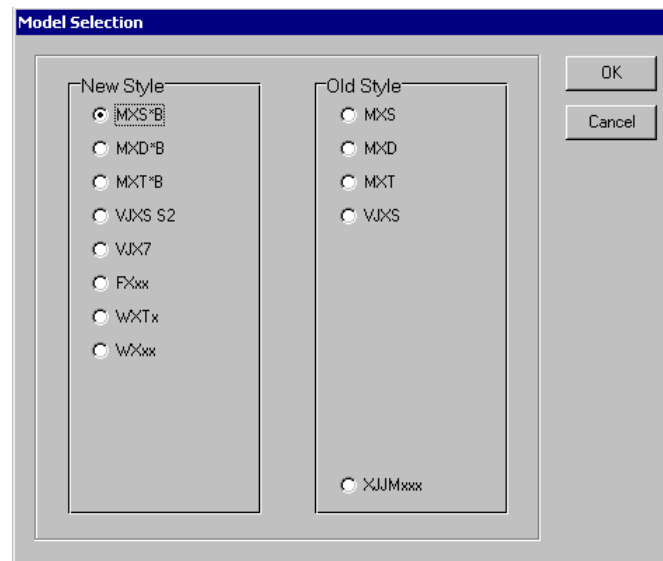 Model Selection
New Style
MXS*B
MXD*B
MXT*B
VJXS S2
VJX7
FXxx
WXTx
WXxx
Old Style
MXS
MXD
MXT
VJXS
XJJMxxx
OK
Cancel